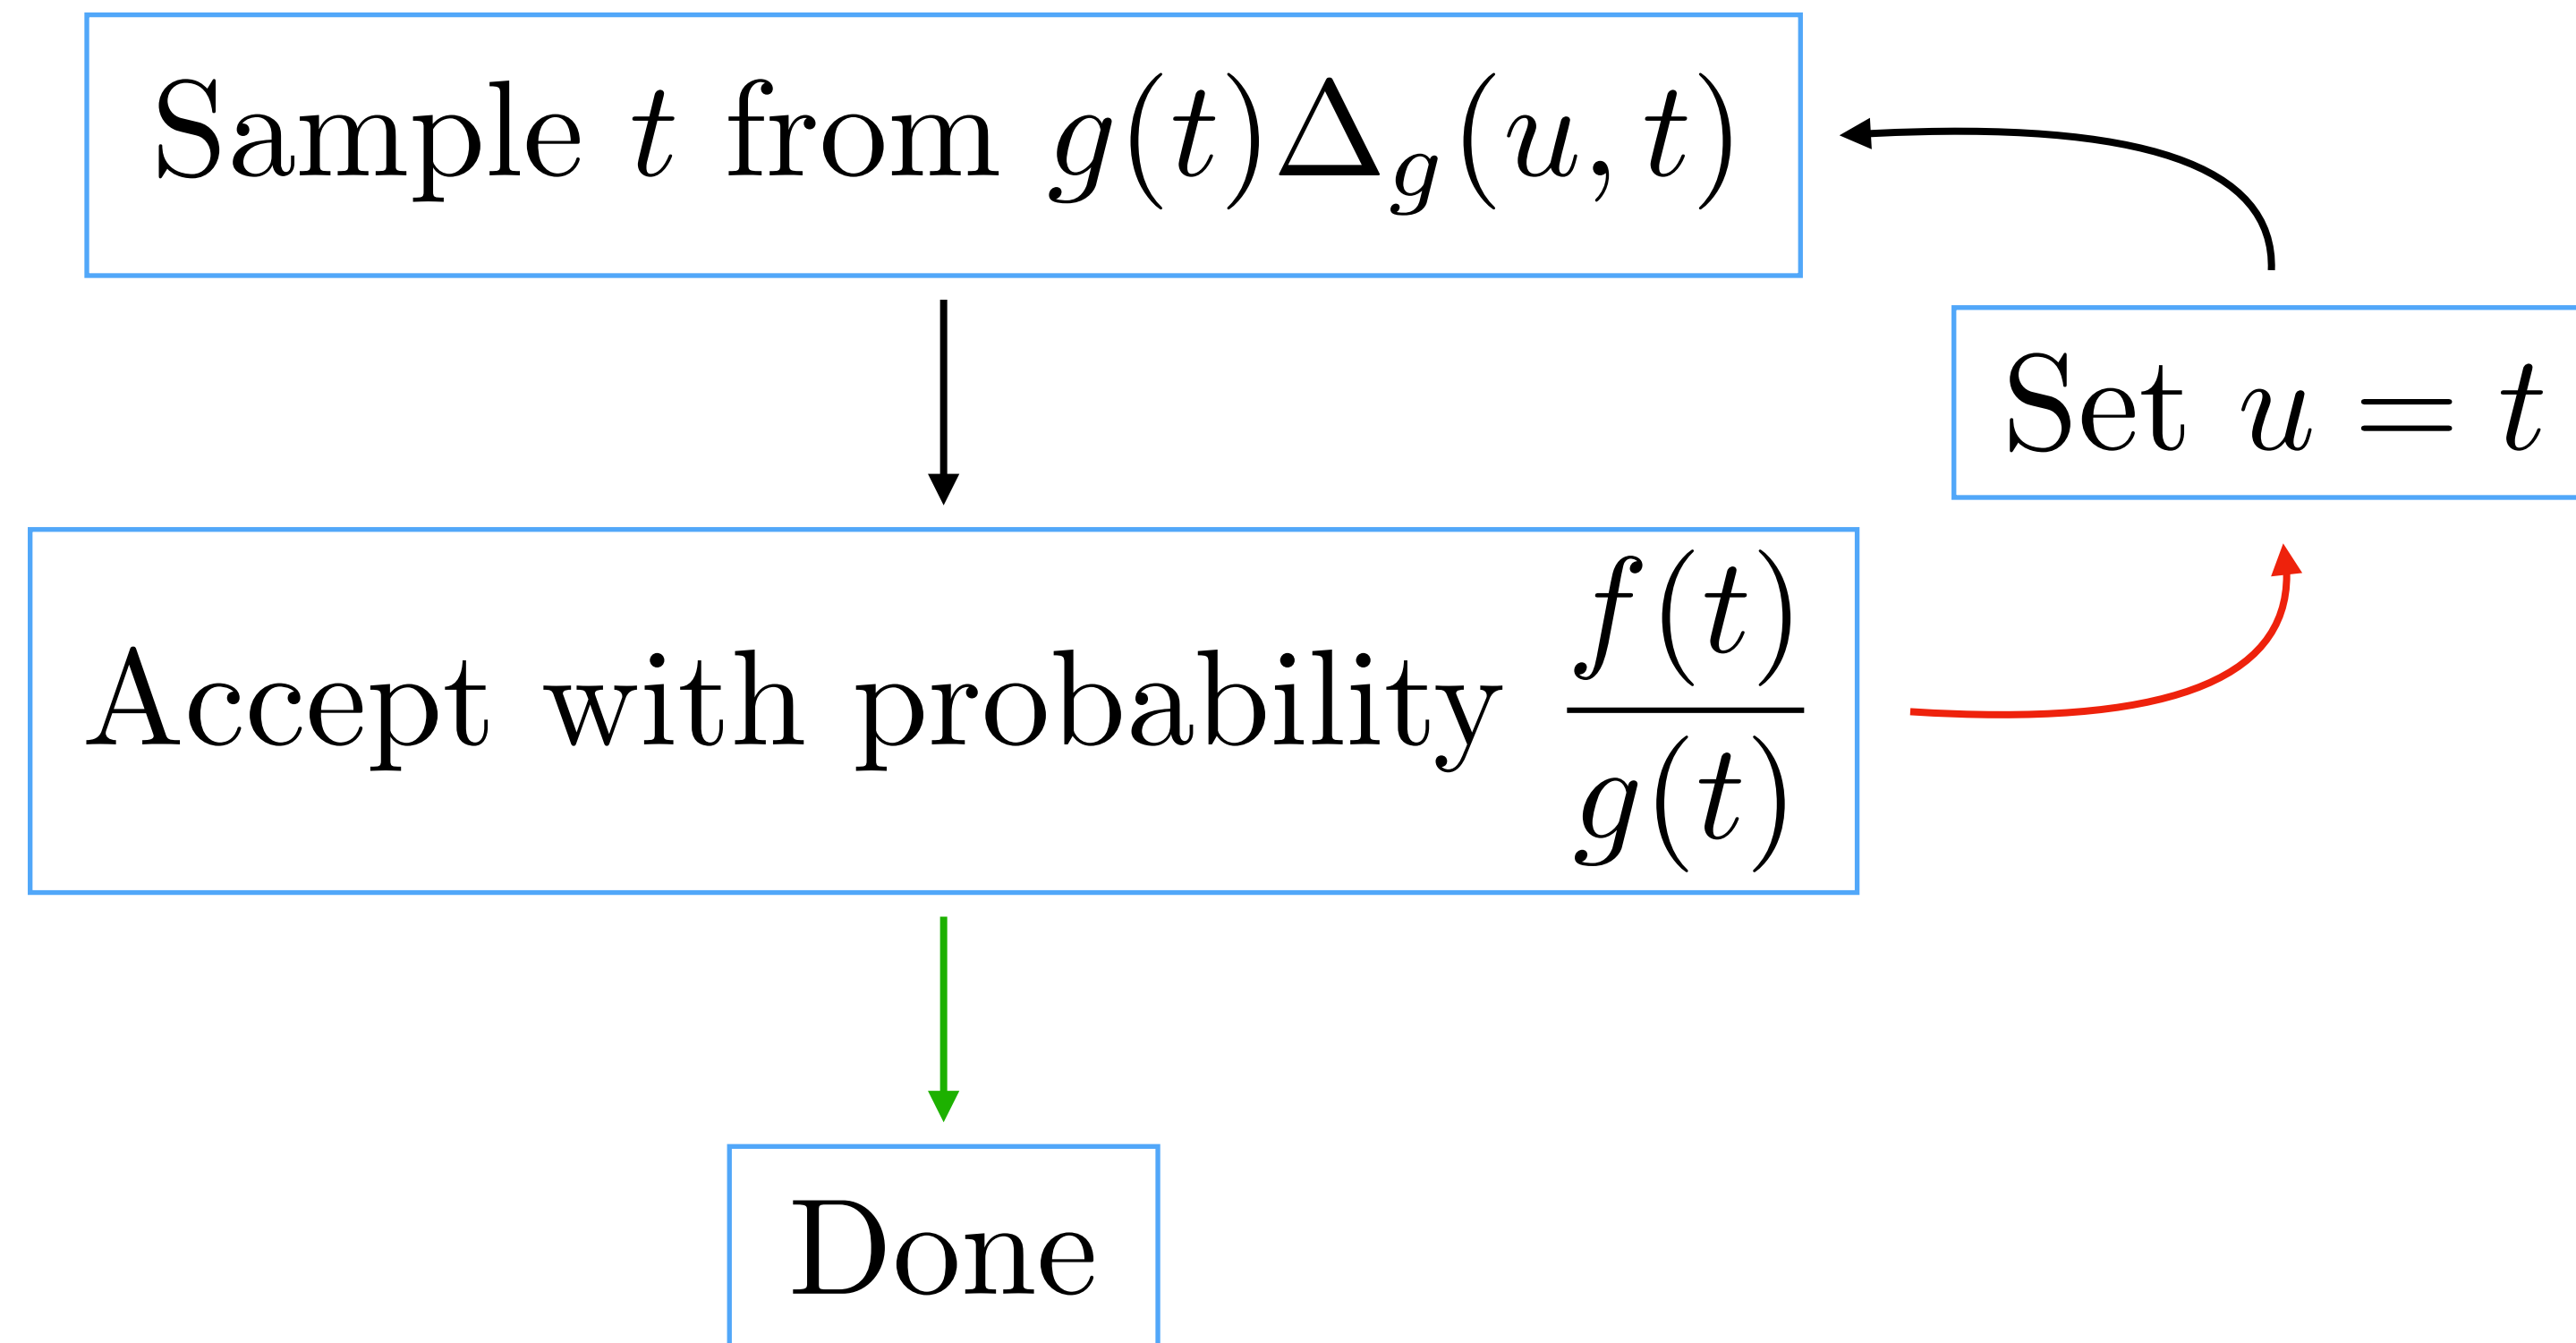 Sample t from g(t)Δ_g(u, t)
Set u = t
Accept with probability f(t)/g(t)
Done